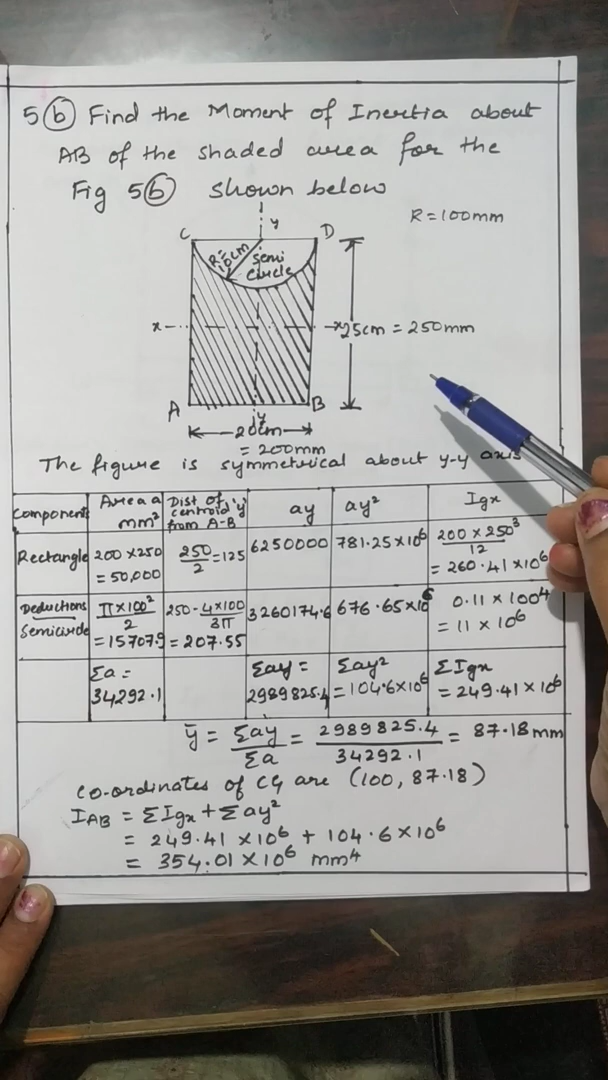 5 (b) Find the Moment of Inertia about
AB of the shaded area for the
Fig 5(b) shown below
R = 100mm
y
C D
R=10cm
Semi
circle
x x
25cm = 250mm
A B
y
20cm
= 200mm
The figure is symmetrical about y-y axis
Component | Area a mm² | Dist of centroid 'y' from A-B | ay | ay² | Igx
Rectangle | 200 × 250 = 50,000 | 250/2 = 125 | 6250000 | 781.25 × 10⁶ | 200 × 250³/12 = 260.41 × 10⁶
Deductions Semicircle | π × 100²/2 = 15707.9 | 250 - 4×100/3π = 207.55 | 3260174.6 | 676.65 × 10⁶ | 0.11 × 100⁴ = 11 × 10⁶
Σa = 34292.1 | Σay = 2989825.4 | Σay² = 104.6 × 10⁶ | ΣIgx = 249.41 × 10⁶
ȳ = Σay/Σa = 2989825.4/34292.1 = 87.18 mm
Co-ordinates of CG are (100, 87.18)
I_AB = ΣIgx + Σay²
= 249.41 × 10⁶ + 104.6 × 10⁶
= 354.01 × 10⁶ mm⁴